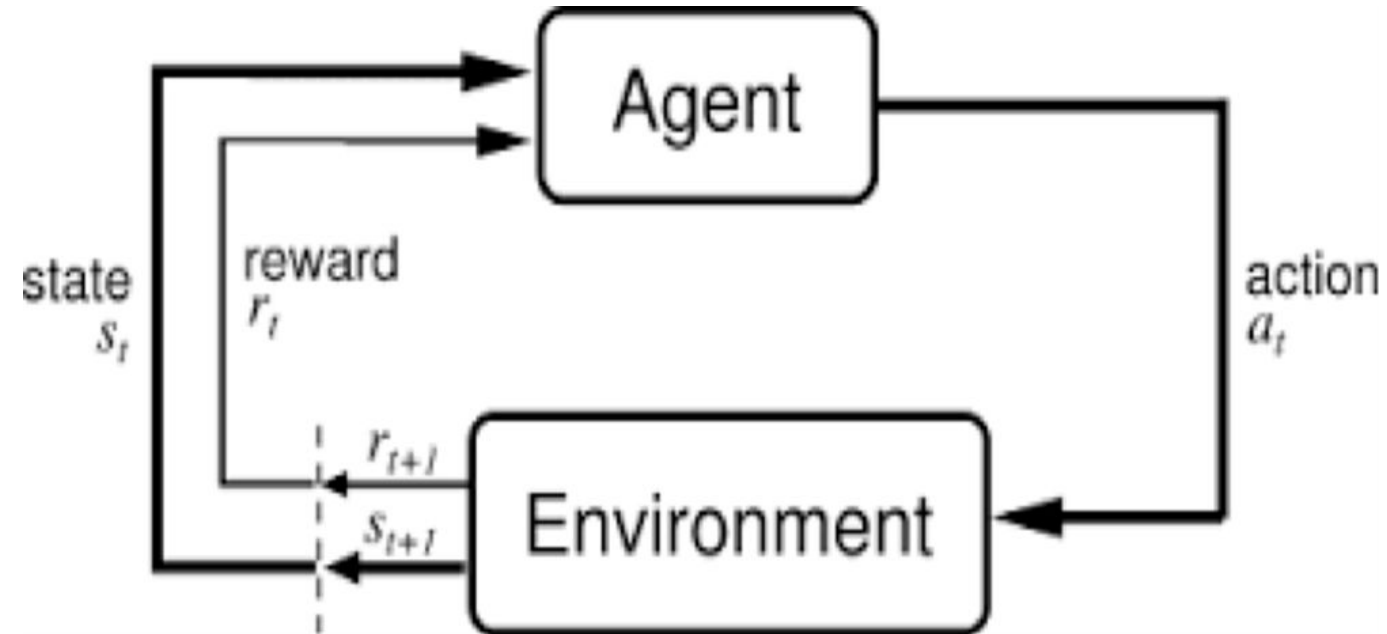 Agent
state
s_t
reward
r_t
action
a_t
r_{t+1}
s_{t+1}
Environment